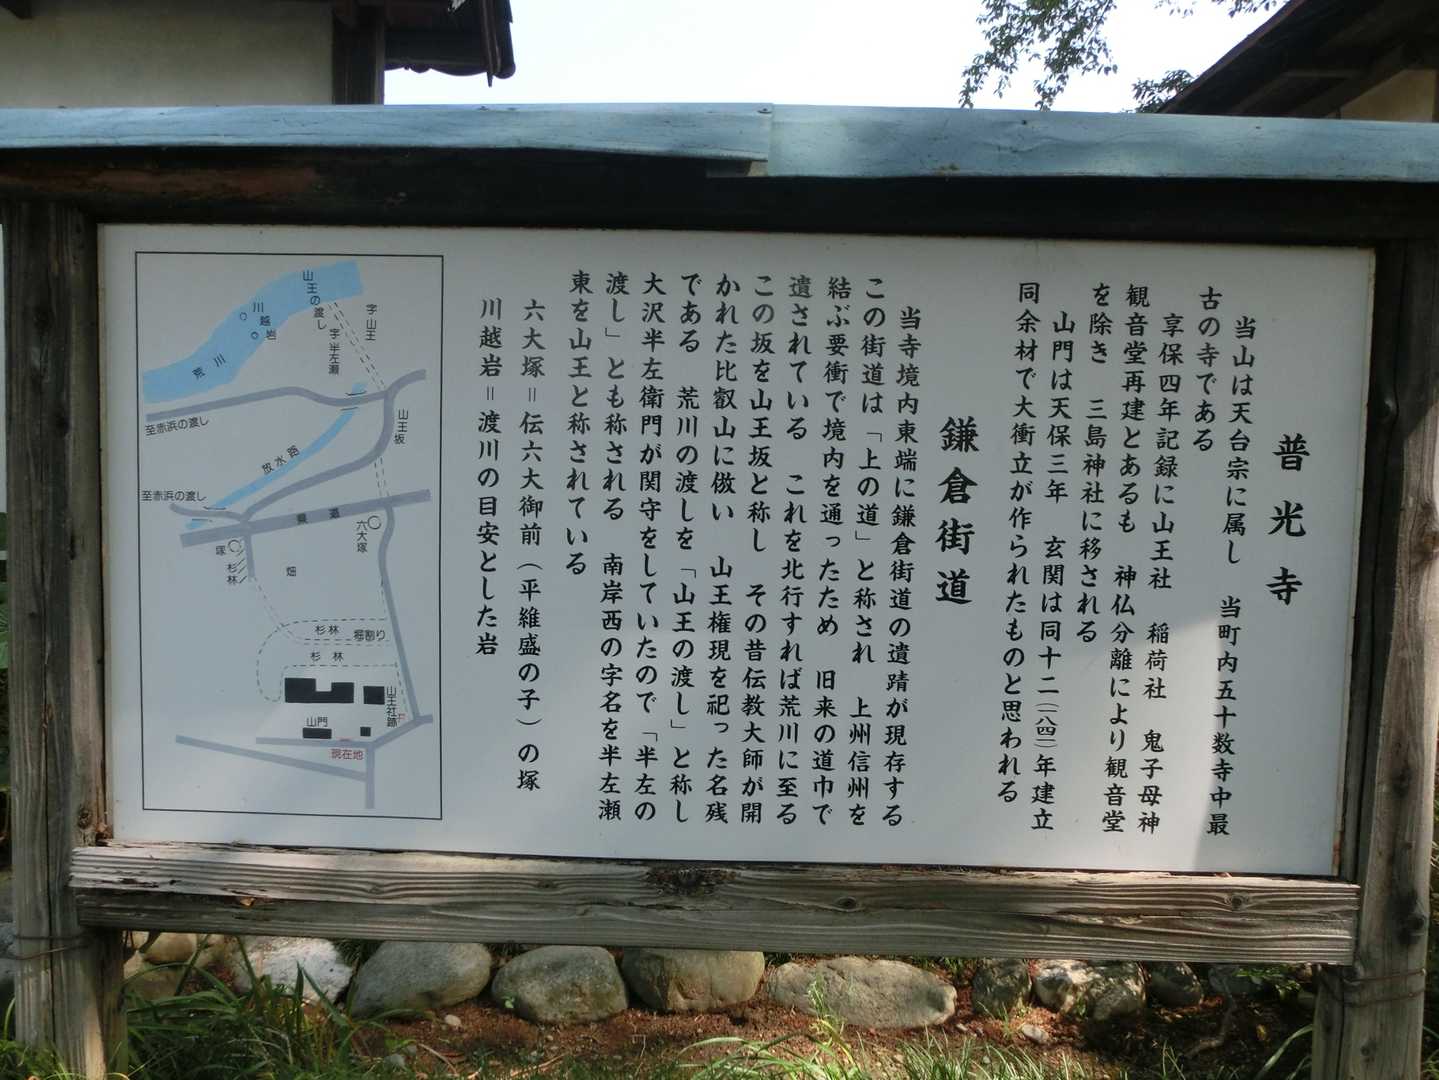 普光寺
当山は天台宗に属し 当町内五十数寺中最
古の寺である
享保四年記録に山王社 稲荷社 鬼子母神
観音堂再建とあるも 神仏分離により観音堂
を除き 三島神社に移される
山門は天保三年 玄関は同十二(一八四一)年建立
同余材で大衝立が作られたものと思われる
鎌倉街道
当寺境内東端に鎌倉街道の遺蹟が現存する
この街道は「上の道」と称され 上州信州を
結ぶ要衝で境内を通ったため 旧来の道巾で
遺されている これを北行すれば荒川に至る
この坂を山王坂と称し その昔伝教大師が開
かれた比叡山に倣い 山王権現を祀った名残
である 荒川の渡しを「山王の渡し」と称し
大沢半左衛門が関守をしていたので「半左の
渡し」とも称される 南岸西の字名を半左瀬
東を山王と称されている
六大塚＝伝六大御前(平維盛の子)の塚
川越岩＝渡川の目安とした岩
山王の渡し
字山王
川越岩
字半左瀬
荒川
至赤浜の渡し
山王坂
放水路
至赤浜の渡し
県道
六大塚
塚
杉林
畑
杉林
堀割り
杉林
山王社跡
山門
現在地